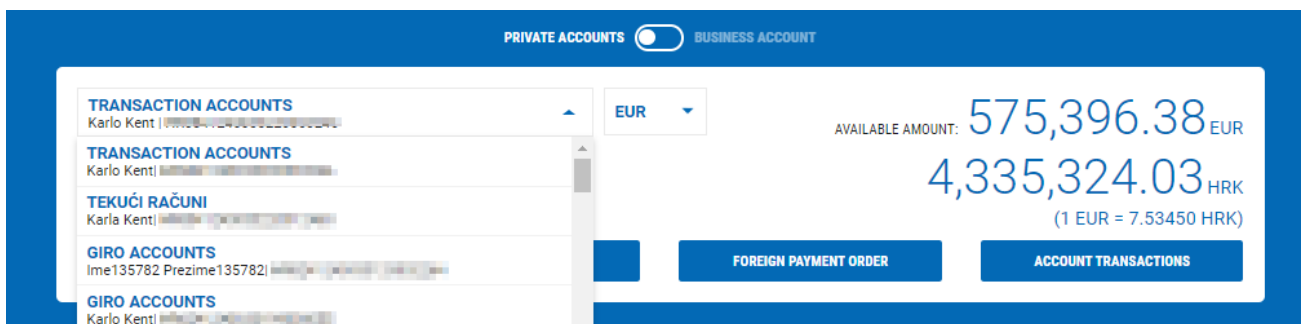 PRIVATE ACCOUNTS BUSINESS ACCOUNT
TRANSACTION ACCOUNTS
Karlo Kent |
EUR
AVAILABLE AMOUNT: 575,396.38 EUR
4,335,324.03 HRK
(1 EUR = 7.53450 HRK)
TRANSACTION ACCOUNTS
Karlo Kent|
TEKUĆI RAČUNI
Karla Kent|
GIRO ACCOUNTS
Ime135782 Prezime135782|
GIRO ACCOUNTS
Karlo Kent|
FOREIGN PAYMENT ORDER
ACCOUNT TRANSACTIONS